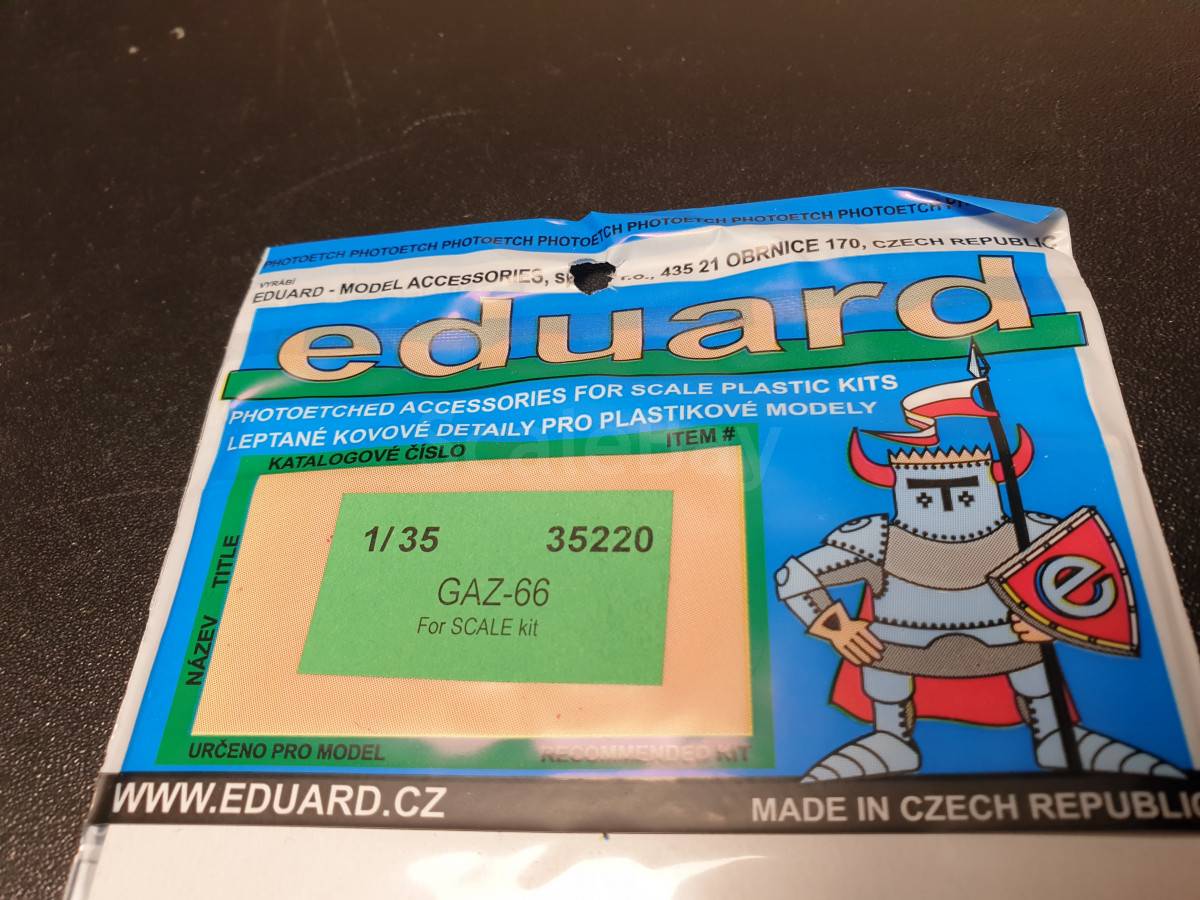 PHOTOETCH PHOTOETCH PHOTOETCH PHOTOETCH PHOTOETCH PHOTOETCH PHOTOETCH
VYRÁBÍ
EDUARD - MODEL ACCESSORIES, r.o., 435 21 OBRNICE 170, CZECH REPUBLIC
eduard
PHOTOETCHED ACCESSORIES FOR SCALE PLASTIC KITS
LEPTANÉ KOVOVÉ DETAILY PRO PLASTIKOVÉ MODELY
KATALOGOVÉ ČÍSLO ITEM #
NÁZEV TITLE
1/35 35220
GAZ-66
For SCALE kit
e
URČENO PRO MODEL RECOMMENDED KIT
WWW.EDUARD.CZ MADE IN CZECH REPUBLIC